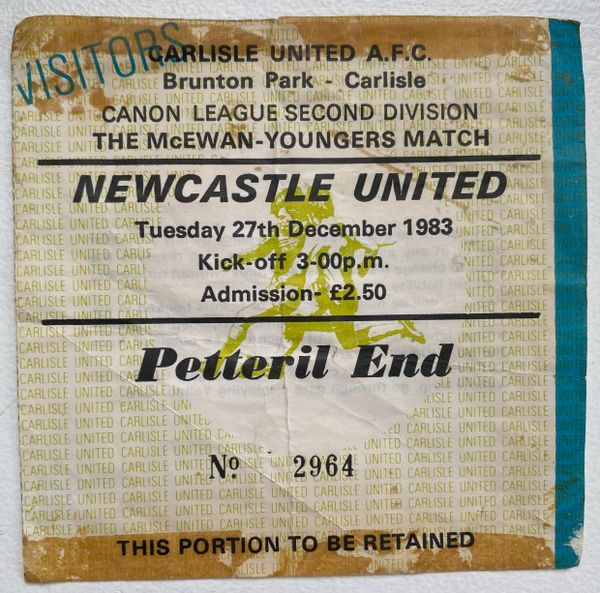 VISITORS
CARLISLE UNITED A.F.C.
Brunton Park - Carlisle
CANON LEAGUE SECOND DIVISION
THE McEWAN-YOUNGERS MATCH
NEWCASTLE UNITED
Tuesday 27th December 1983
Kick-off 3-00p.m.
Admission- £2.50
Petteril End
Nº 2964
THIS PORTION TO BE RETAINED